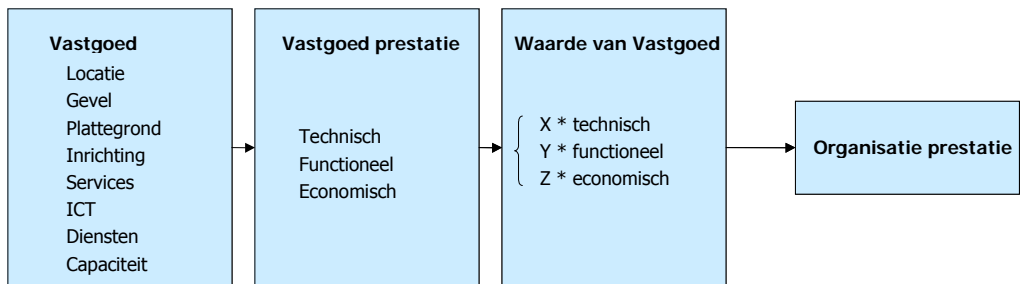 Vastgoed
Locatie
Gevel
Plattegrond
Inrichting
Services
ICT
Diensten
Capaciteit
Vastgoed prestatie
Technisch
Functioneel
Economisch
Waarde van Vastgoed
X * technisch
Y * functioneel
Z * economisch
Organisatie prestatie